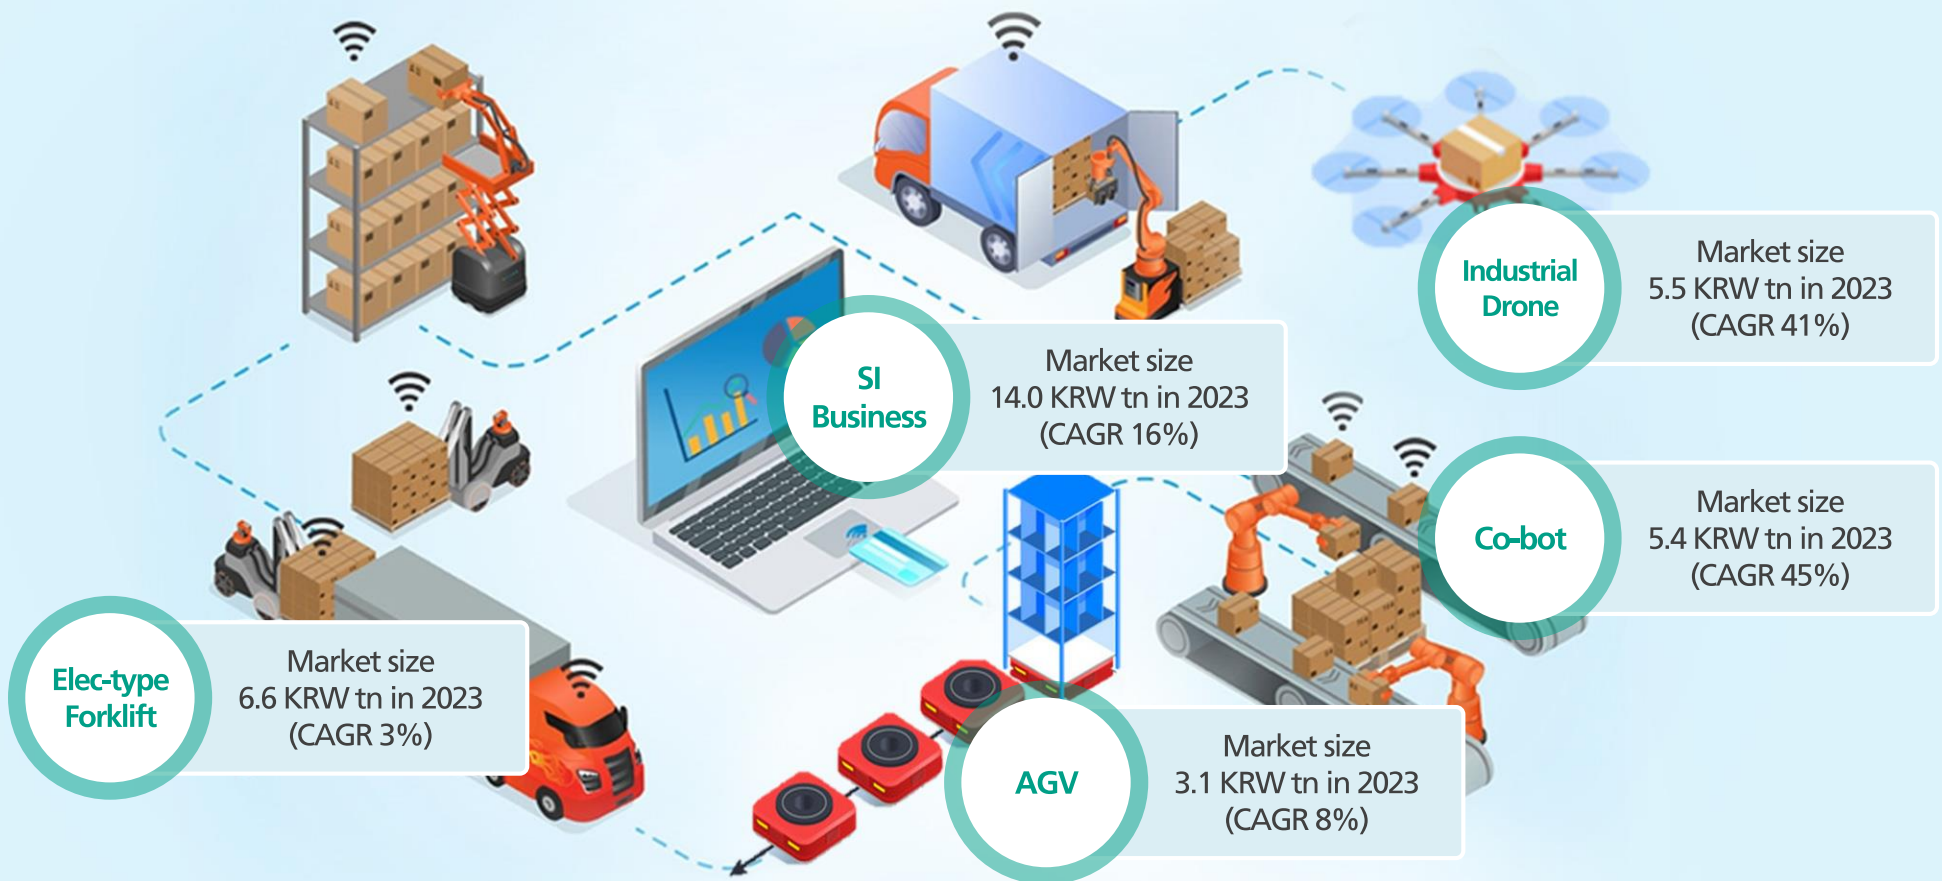 Industrial
Drone
Market size
5.5 KRW tn in 2023
(CAGR 41%)
SI
Business
Market size
14.0 KRW tn in 2023
(CAGR 16%)
Co-bot
Market size
5.4 KRW tn in 2023
(CAGR 45%)
Elec-type
Forklift
Market size
6.6 KRW tn in 2023
(CAGR 3%)
AGV
Market size
3.1 KRW tn in 2023
(CAGR 8%)